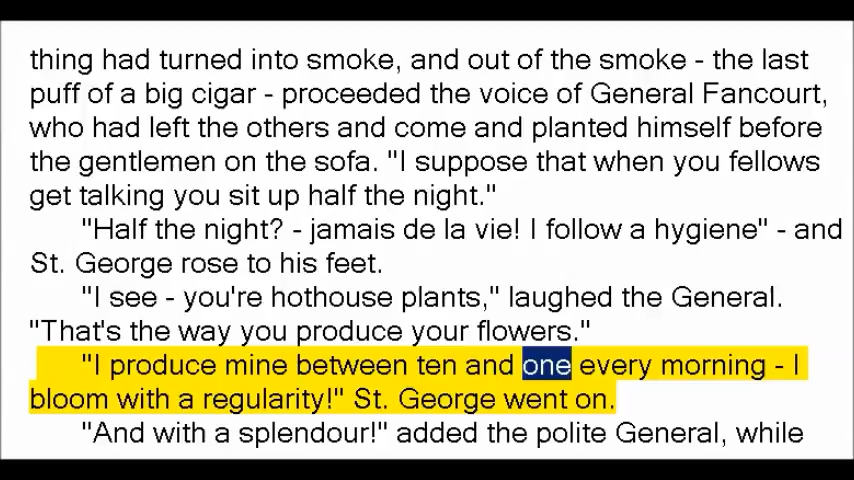 thing had turned into smoke, and out of the smoke - the last
puff of a big cigar - proceeded the voice of General Fancourt,
who had left the others and come and planted himself before
the gentlemen on the sofa. "I suppose that when you fellows
get talking you sit up half the night."
"Half the night? - jamais de la vie! I follow a hygiene" - and
St. George rose to his feet.
"I see - you're hothouse plants," laughed the General.
"That's the way you produce your flowers."
"I produce mine between ten and one every morning - I
bloom with a regularity!" St. George went on.
"And with a splendour!" added the polite General, while